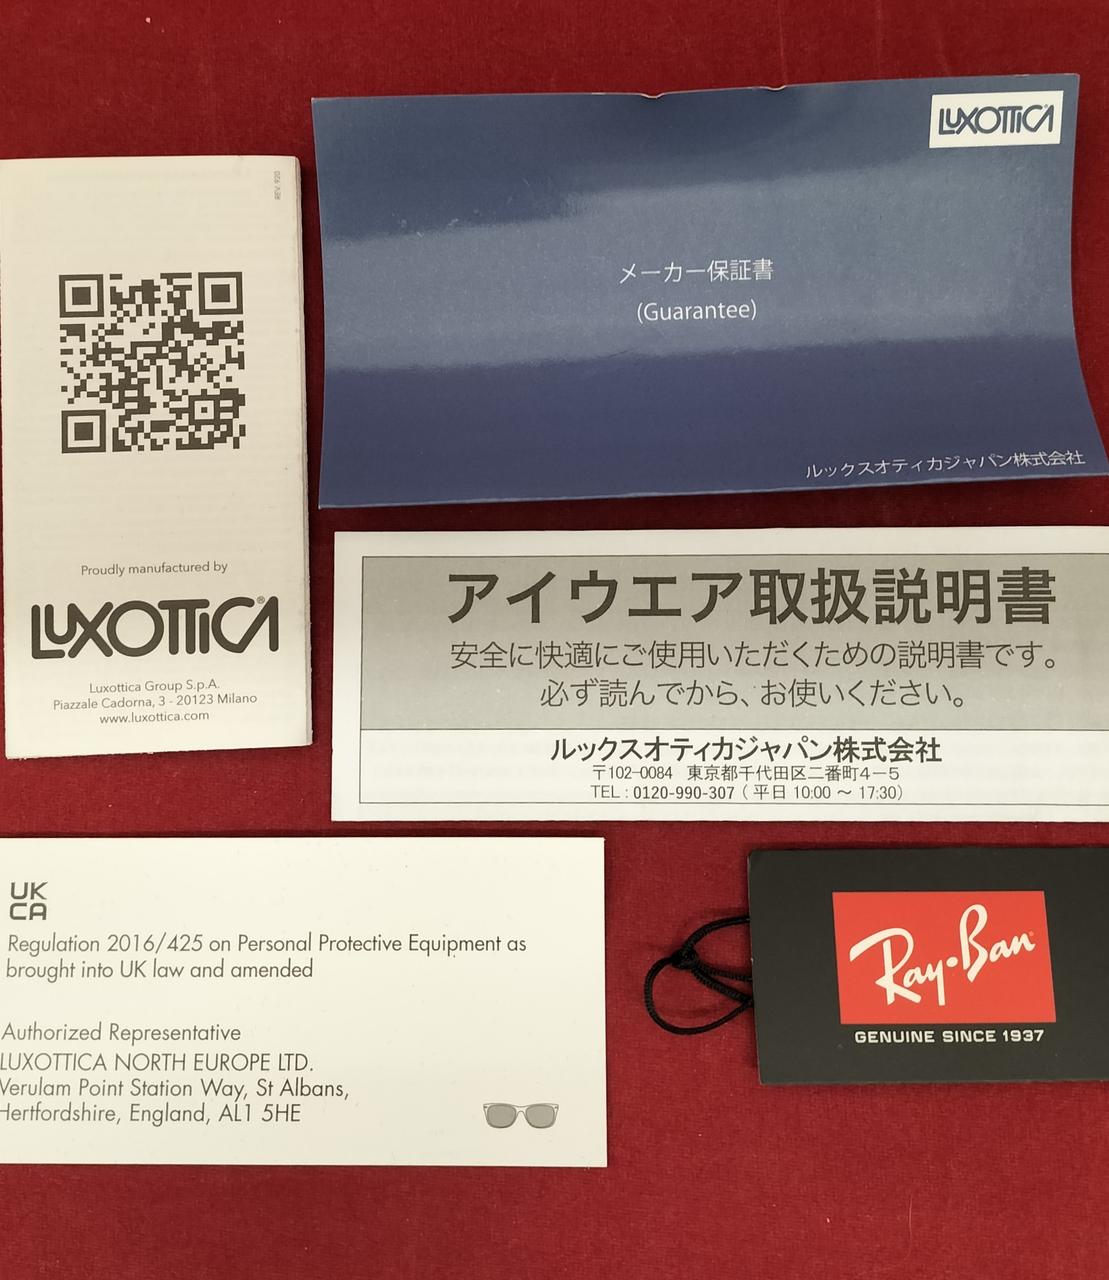 REV. 920
Proudly manufactured by
LUXOTTICA®
Luxottica Group S.p.A.
Piazzale Cadorna, 3 - 20123 Milano
www.luxottica.com
LUXOTTICA®
メーカー保証書
(Guarantee)
ルックスオティカジャパン株式会社
アイウエア取扱説明書
安全に快適にご使用いただくための説明書です。
必ず読んでから、お使いください。
ルックスオティカジャパン株式会社
〒102-0084 東京都千代田区二番町4-5
TEL : 0120-990-307 ( 平日 10:00 ～ 17:30)
UK
CA
Regulation 2016/425 on Personal Protective Equipment as
brought into UK law and amended
Authorized Representative
LUXOTTICA NORTH EUROPE LTD.
Verulam Point Station Way, St Albans,
Hertfordshire, England, AL1 5HE
Ray-Ban
GENUINE SINCE 1937